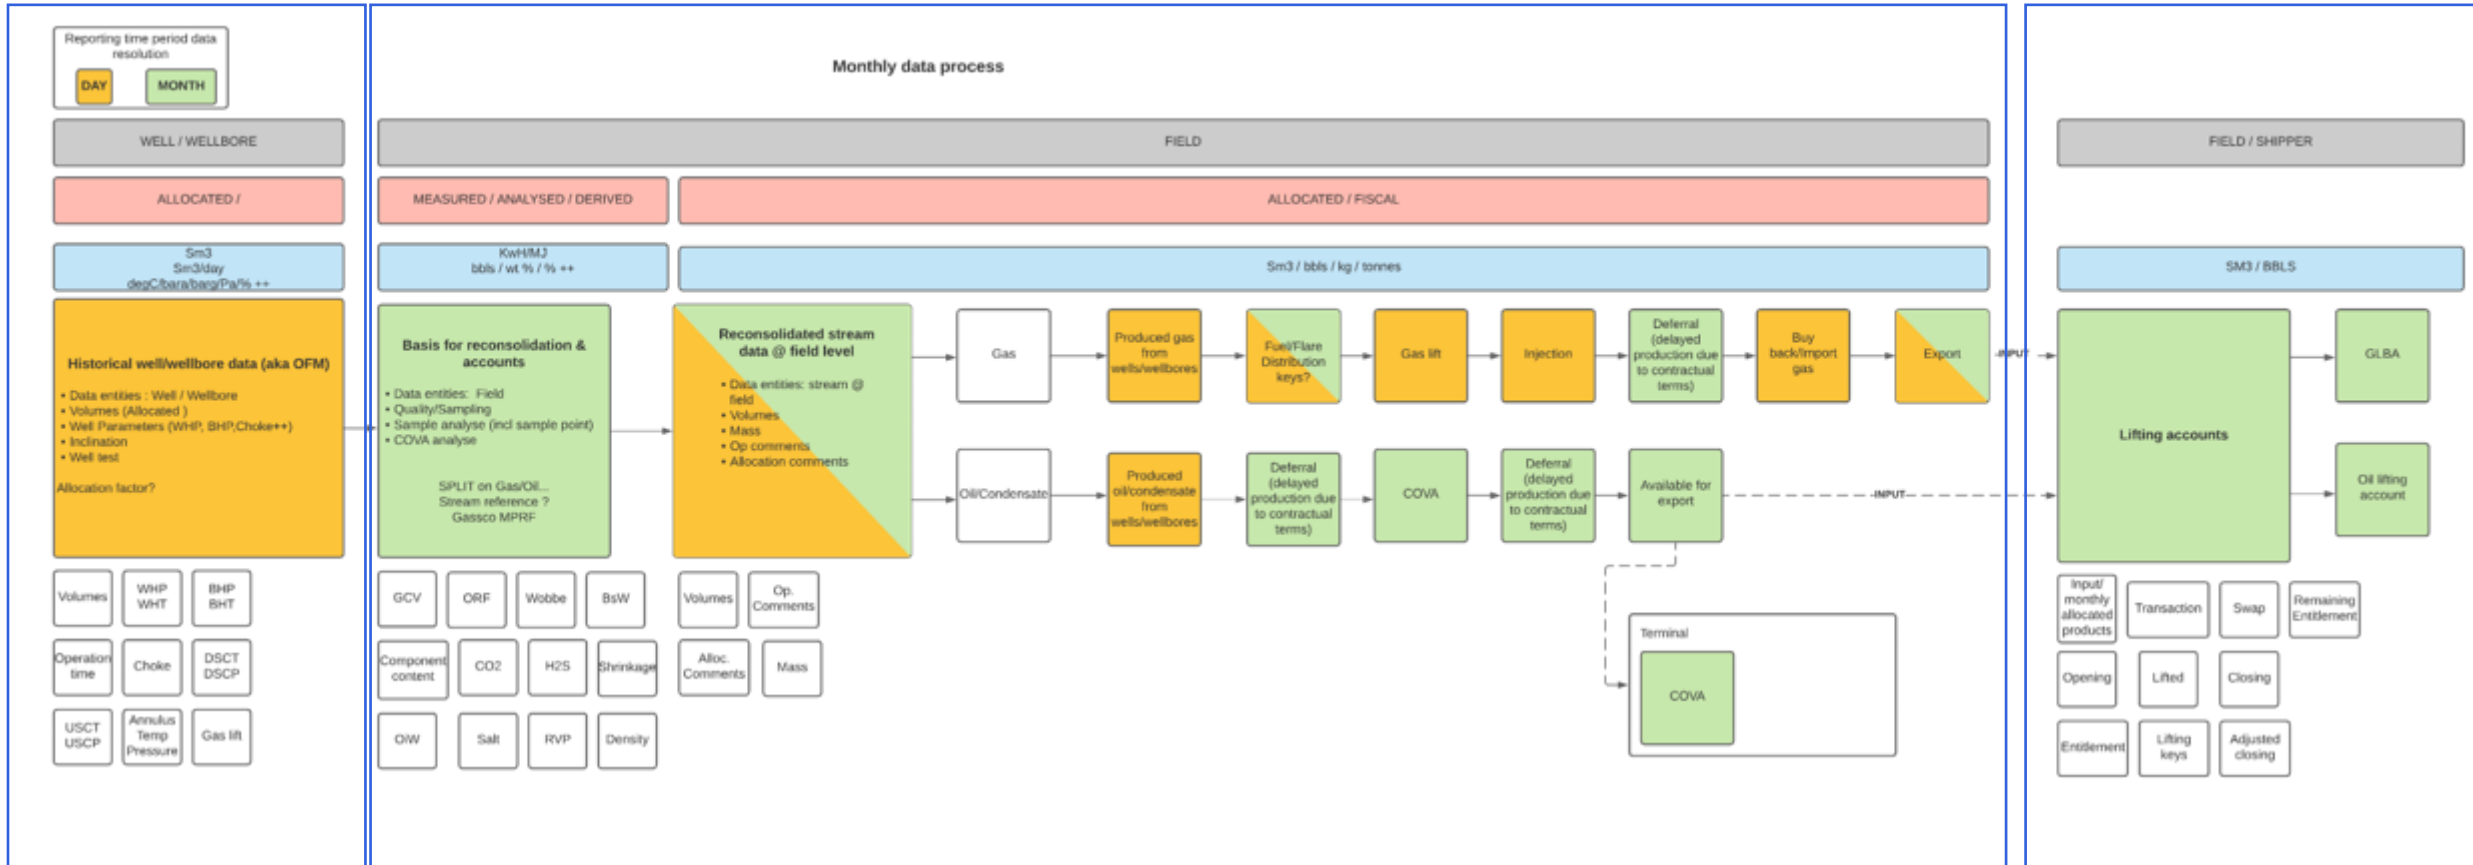 Reporting time period data
resolution
DAY
MONTH
Monthly data process
WELL / WELLBORE
FIELD
FIELD / SHIPPER
ALLOCATED /
MEASURED / ANALYSED / DERIVED
ALLOCATED / FISCAL
Sm3
Sm3/day
degC/bara/barg/Pa/% ++
KwH/MJ
bbls / wt % / % ++
Sm3 / bbls / kg / tonnes
SM3 / BBLS
Historical well/wellbore data (aka OFM)
• Data entities : Well / Wellbore
• Volumes (Allocated )
• Well Parameters (WHP, BHP,Choke++)
• Inclination
• Well test
Allocation factor?
Basis for reconsolidation &
accounts
• Data entities: Field
• Quality/Sampling
• Sample analyse (incl sample point)
• COVA analyse
SPLIT on Gas/Oil...
Stream reference ?
Gassco MPRF
Reconsolidated stream
data @ field level
• Data entities: stream @
field
• Volumes
• Mass
• Op comments
• Allocation comments
Gas
Produced gas
from
wells/wellbores
Fuel/Flare
Distribution
keys?
Gas lift
Injection
Deferral
(delayed
production due
to contractual
terms)
Buy
back/import
gas
Export
INPUT
Oil/Condensate
Produced
oil/condensate
from
wells/wellbores
Deferral
(delayed
production due
to contractual
terms)
COVA
Deferral
(delayed
production due
to contractual
terms)
Available for
export
INPUT
Terminal
COVA
Lifting accounts
GLBA
Oil lifting
account
Volumes
WHP
WHT
BHP
BHT
Operation
time
Choke
DSCT
DSCP
USCT
USCP
Annulus
Temp
Pressure
Gas lift
GCV
ORF
Wobbe
BsW
Component
content
CO2
H2S
Shrinkage
OiW
Salt
RVP
Density
Volumes
Op.
Comments
Alloc.
Comments
Mass
Input/
monthly
allocated
products
Transaction
Swap
Remaining
Entitlement
Opening
Lifted
Closing
Entitlement
Lifting
keys
Adjusted
closing